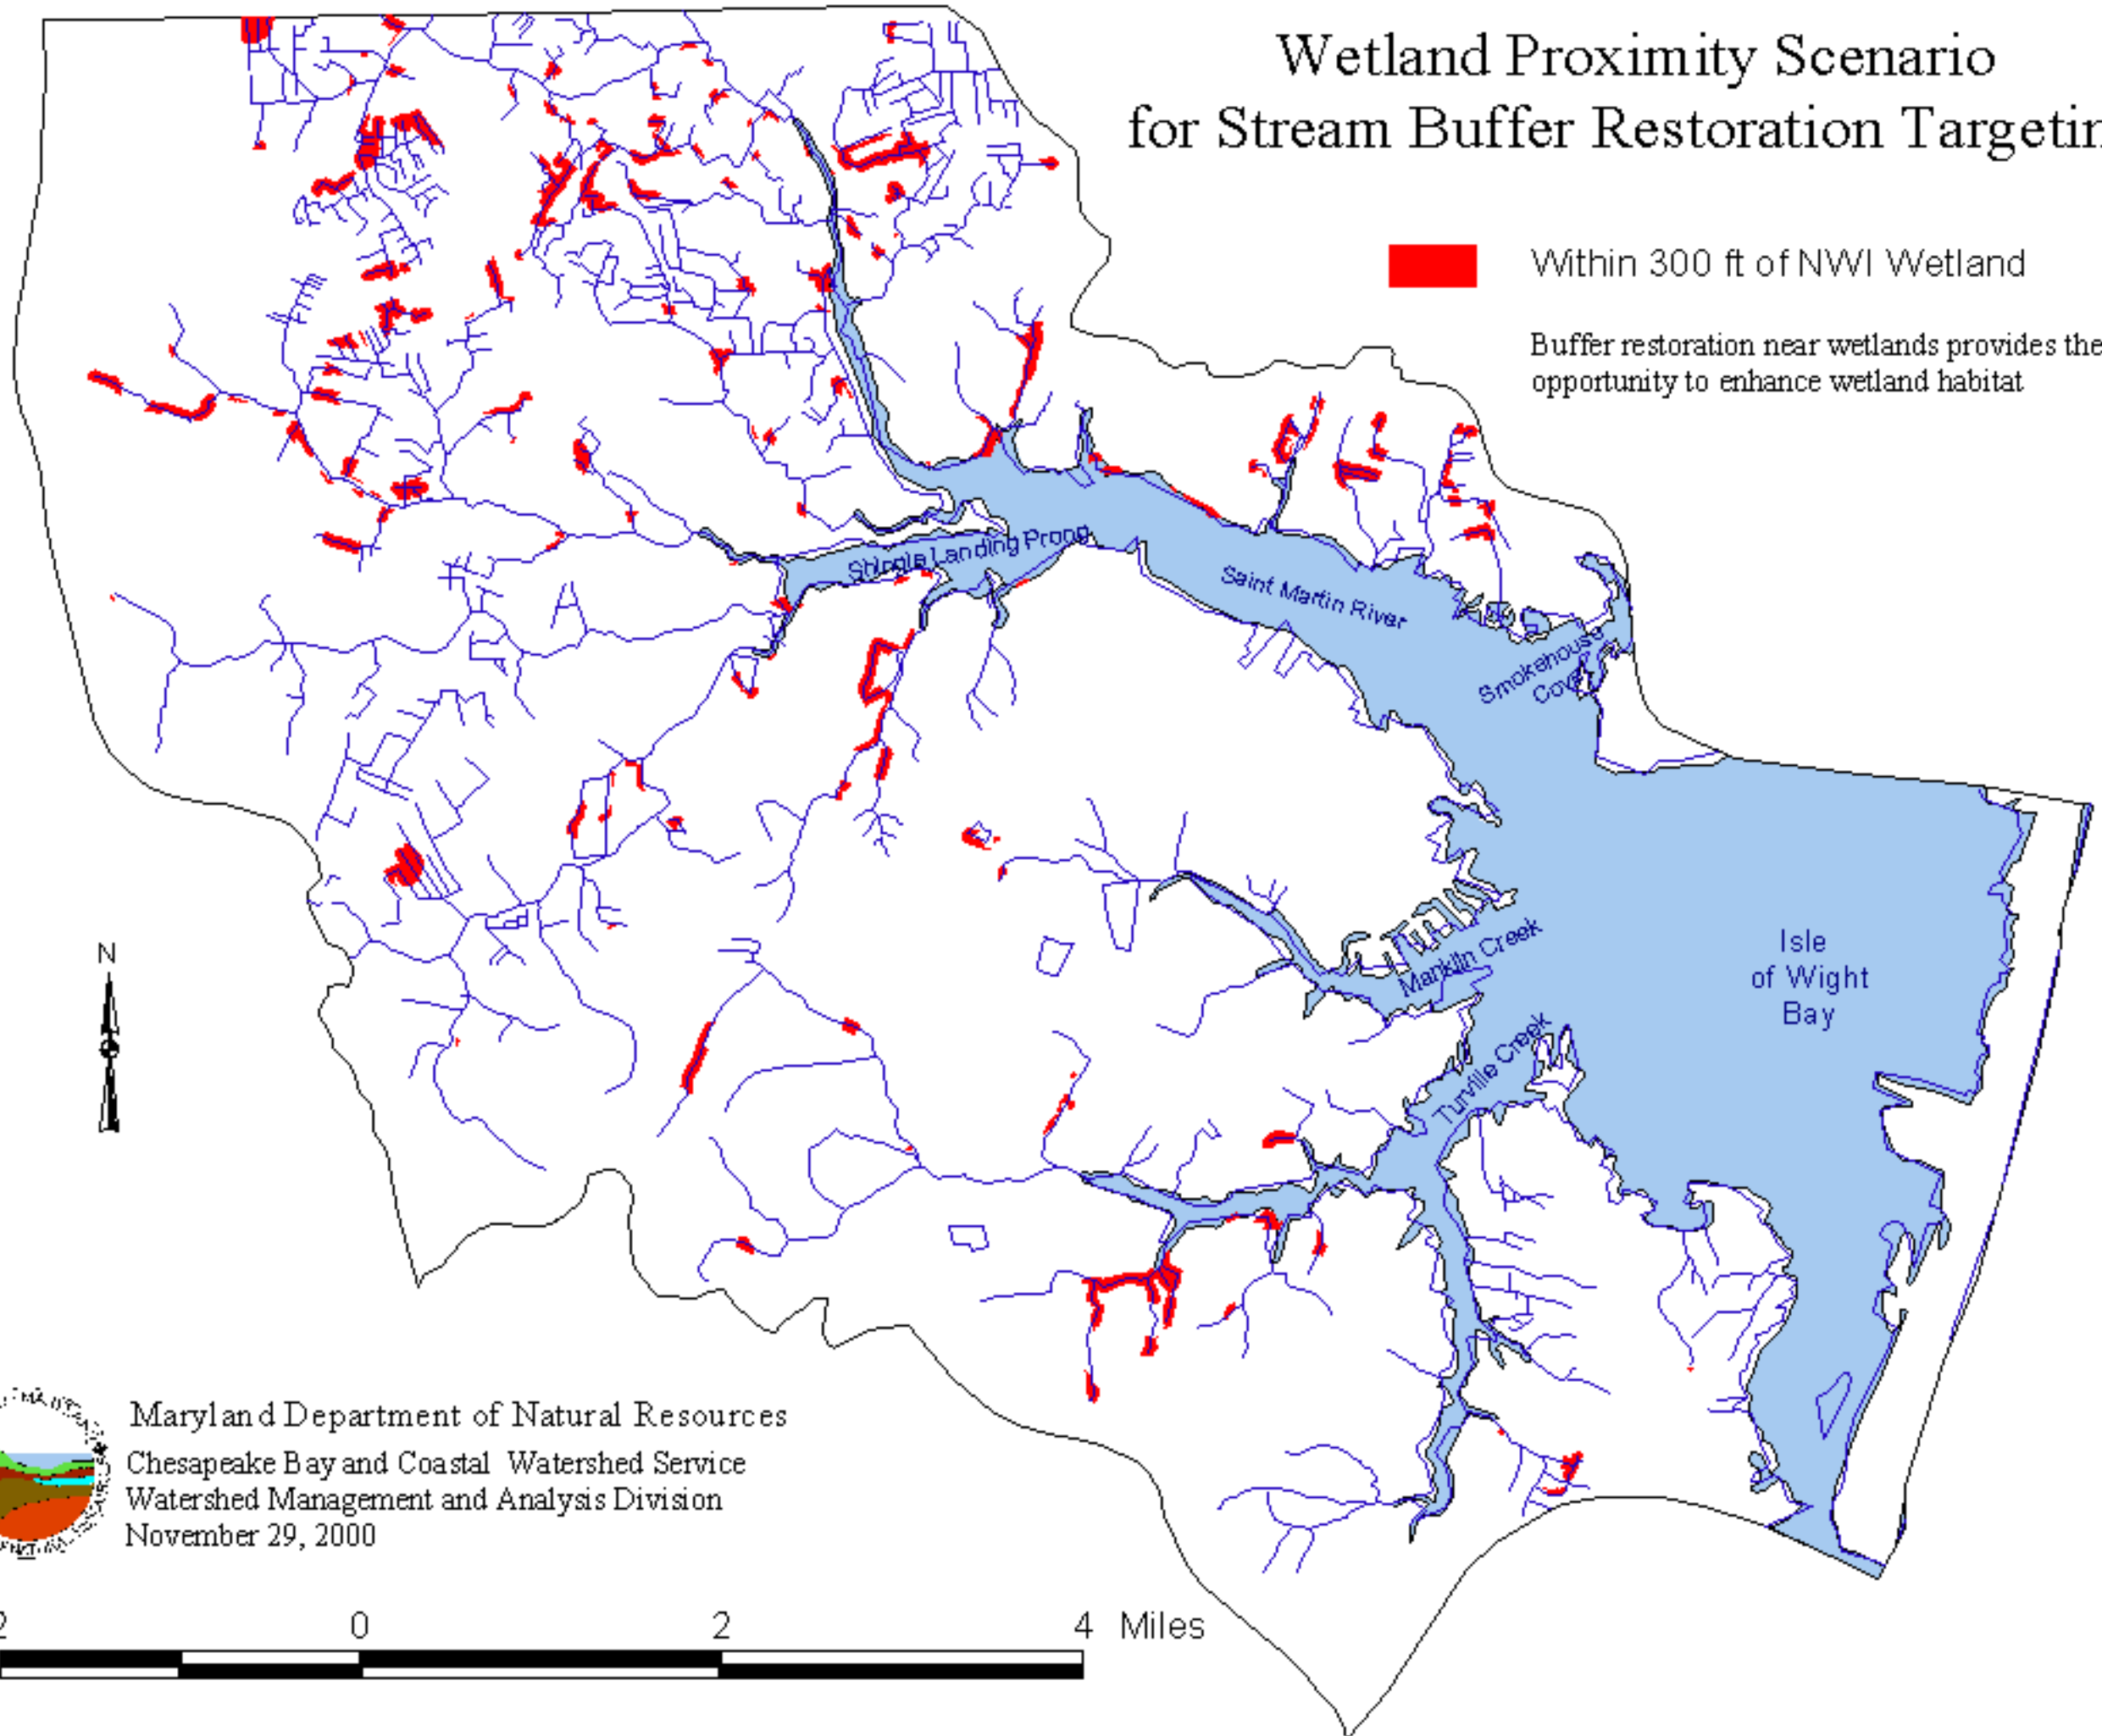 Wetland Proximity Scenario
for Stream Buffer Restoration Targetin
Within 300 ft of NWI Wetland
Buffer restoration near wetlands provides the
opportunity to enhance wetland habitat
Shingle Landing Prong
Saint Martin River
Smokehouse
Cove
Isle
of Wight
Bay
Manklin Creek
Turville Creek
N
Maryland Department of Natural Resources
Chesapeake Bay and Coastal Watershed Service
Watershed Management and Analysis Division
November 29, 2000
2 0 2 4 Miles